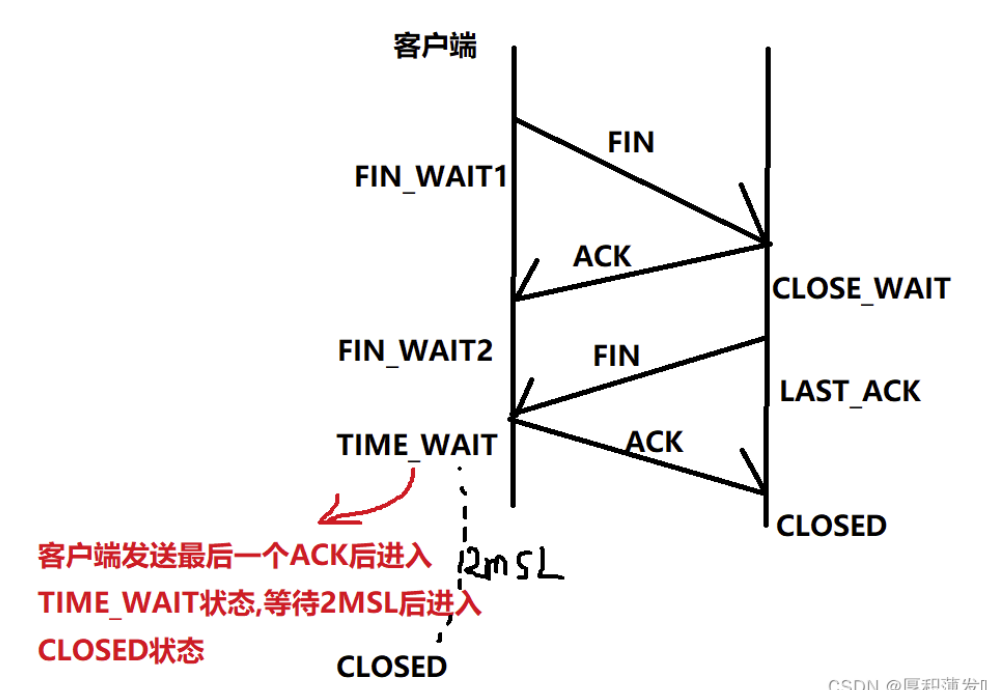 客户端
FIN
FIN_WAIT1
ACK
CLOSE_WAIT
FIN_WAIT2
FIN
LAST_ACK
TIME_WAIT
ACK
CLOSED
客户端发送最后一个ACK后进入
TIME_WAIT状态,等待2MSL后进入
CLOSED状态
2MSL
CLOSED
CSDN @厚积薄发